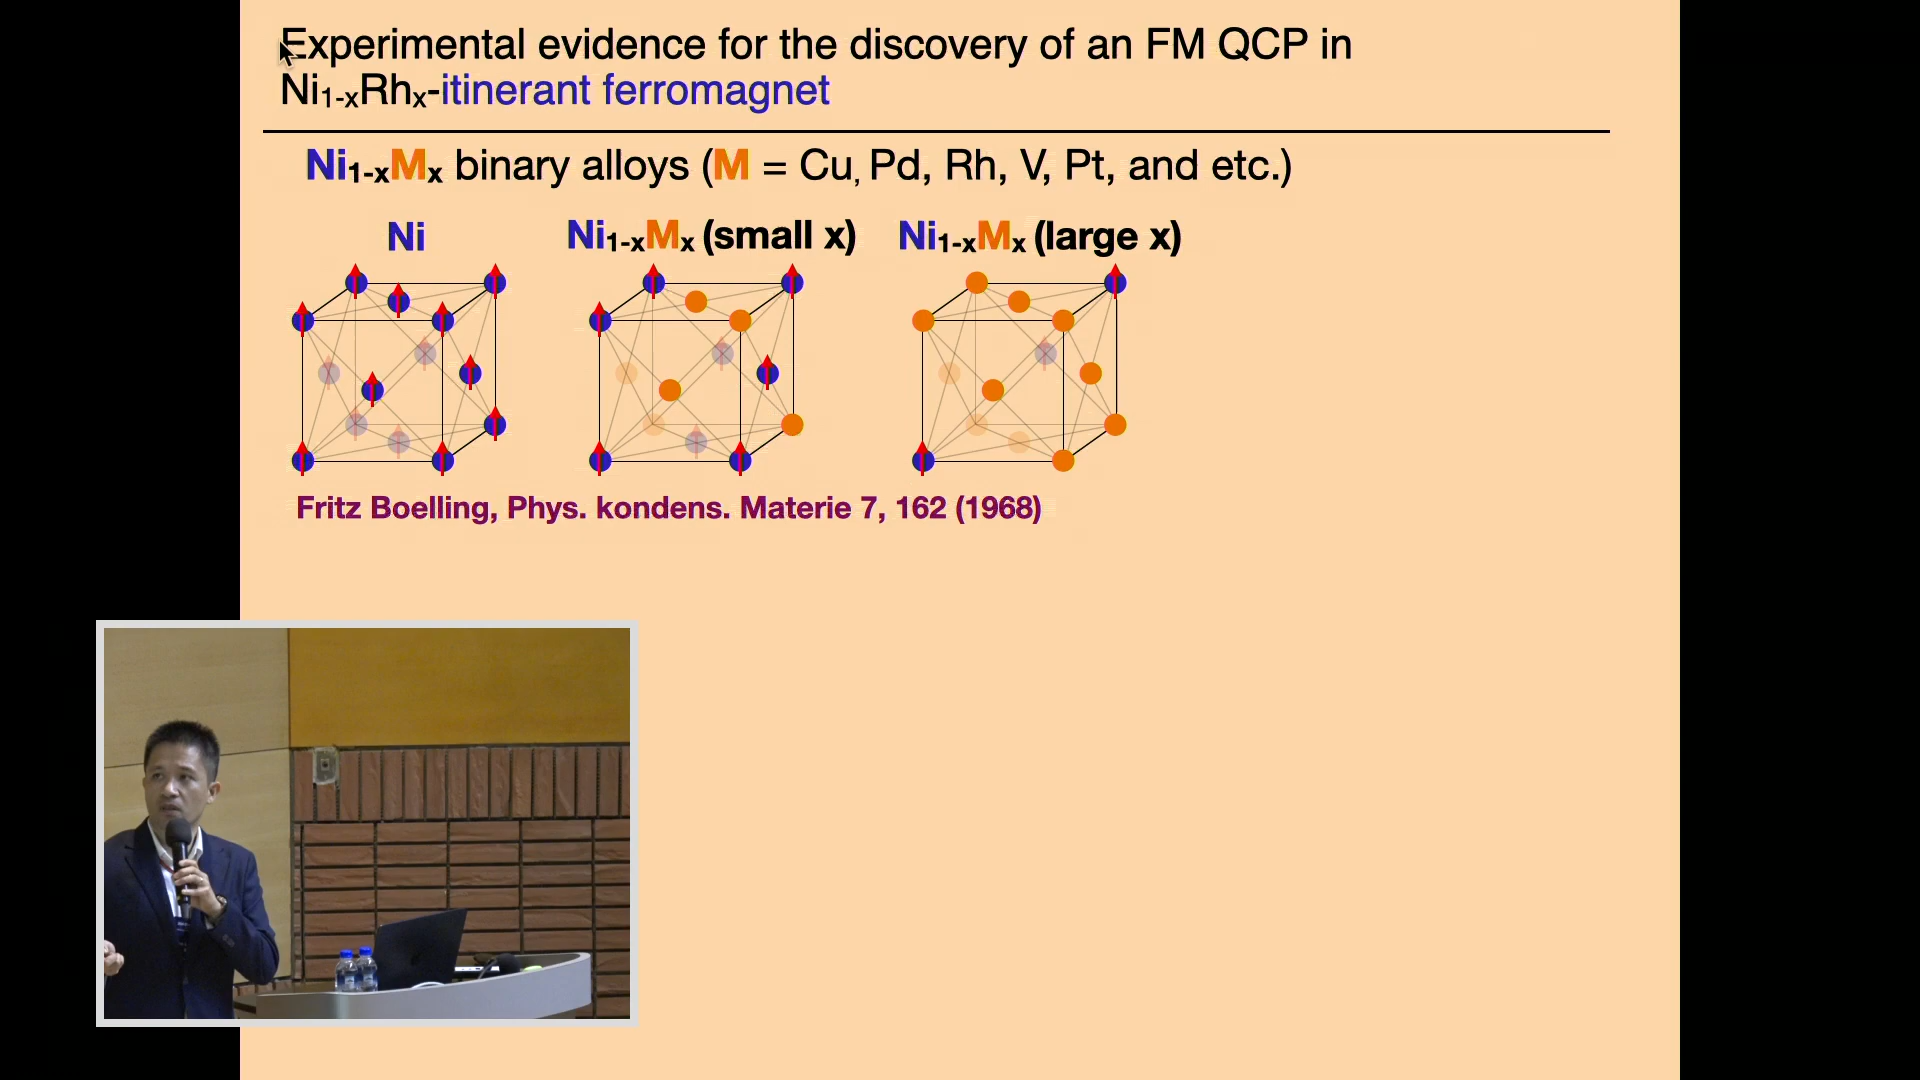 Experimental evidence for the discovery of an FM QCP in
Ni1-xRhx-itinerant ferromagnet
Ni1-xMx binary alloys (M = Cu, Pd, Rh, V, Pt, and etc.)
Ni
Ni1-xMx (small x)
Ni1-xMx (large x)
Fritz Boelling, Phys. kondens. Materie 7, 162 (1968)